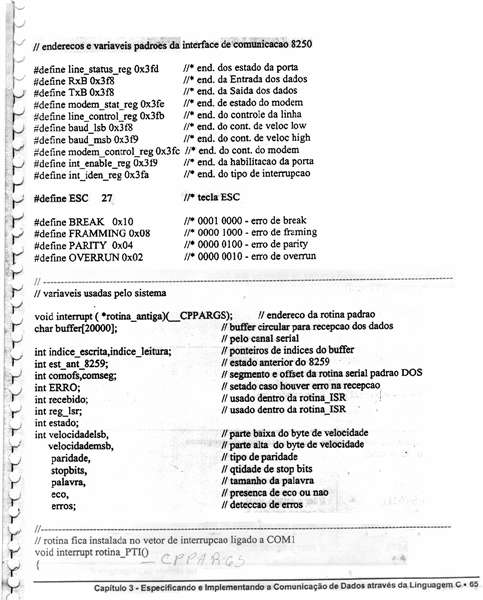 // enderecos e variaveis padroes da interface de comunicacao 8250
#define line_status_reg 0x3fd //* end. dos estado da porta
#define RxB 0x3f8 //* end. da Entrada dos dados
#define TxB 0x3f8 //* end. da Saida dos dados
#define modem_stat_reg 0x3fe //* end. de estado do modem
#define line_control_reg 0x3fb //* end. do controle da linha
#define baud_lsb 0x3f8 //* end. do cont. de veloc low
#define baud_msb 0x3f9 //* end. do cont. de veloc high
#define modem_control_reg 0x3fc //* end. do cont. do modem
#define int_enable_reg 0x3f9 //* end. da habilitacao da porta
#define int_iden_reg 0x3fa //* end. do tipo de interrupcao
#define ESC 27 //* tecla ESC
#define BREAK 0x10 //* 0001 0000 - erro de break
#define FRAMMING 0x08 //* 0000 1000 - erro de framing
#define PARITY 0x04 //* 0000 0100 - erro de parity
#define OVERRUN 0x02 //* 0000 0010 - erro de overrun
//------------------------------------------------------------
// variaveis usadas pelo sistema
void interrupt ( *rotina_antiga)(__CPPARGS); // endereco da rotina padrao
char buffer[20000]; // buffer circular para recepcao dos dados
// pelo canal serial
int indice_escrita,indice_leitura; // ponteiros de indices do buffer
int est_ant_8259; // estado anterior do 8259
int comofs,comseg; // segmento e offset da rotina serial padrao DOS
int ERRO; // setado caso houver erro na recepcao
int recebido; // usado dentro da rotina_ISR
int reg_lsr; // usado dentro da rotina_ISR
int estado;
int velocidadelsb, // parte baixa do byte de velocidade
velocidademsb, // parte alta do byte de velocidade
paridade, // tipo de paridade
stopbits, // qtidade de stop bits
palavra, // tamanho da palavra
eco, // presenca de eco ou nao
erros; // deteccao de erros
//------------------------------------------------------------
// rotina fica instalada no vetor de interrupcao ligado a COM1
void interrupt rotina_PTI()
__CPPARGS
{
Capítulo 3 - Especificando e Implementando a Comunicação de Dados através da Linguagem C • 65